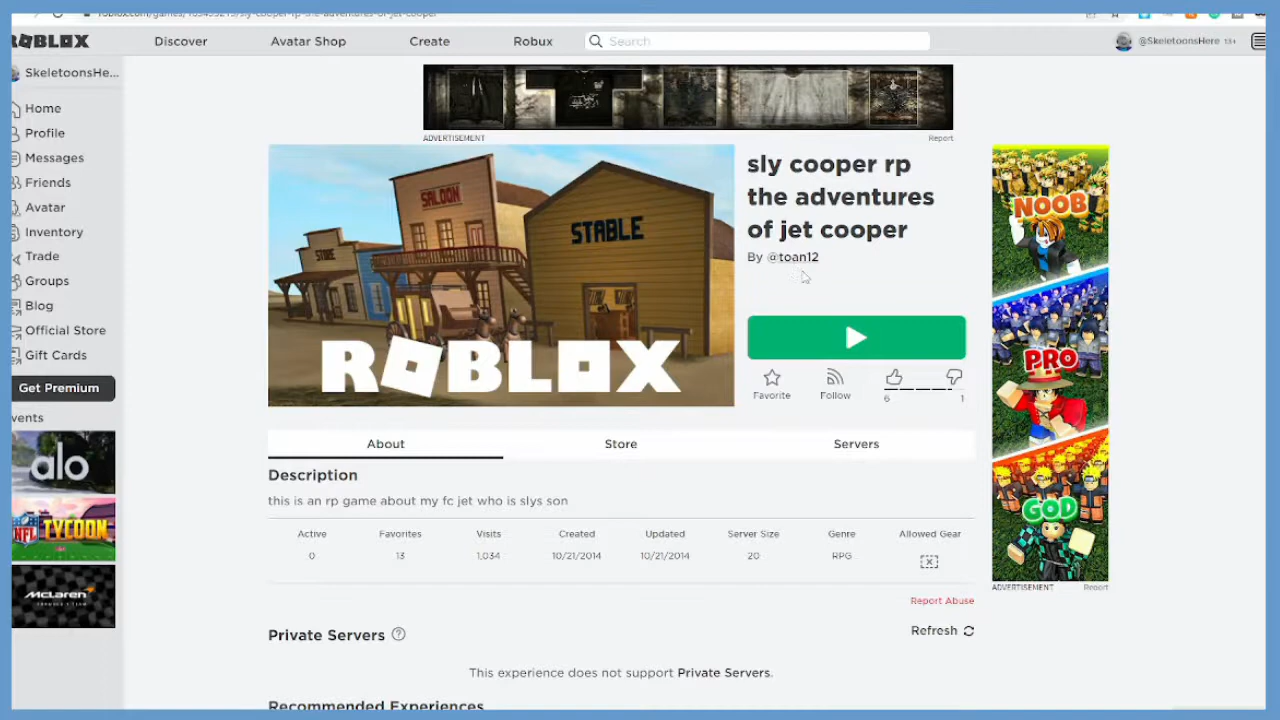 ROBLOX
Discover
Avatar Shop
Create
Robux
Search
@SkeletoonsHere 13+
SkeletoonsHe...
Home
Profile
Messages
Friends
Avatar
Inventory
Trade
Groups
Blog
Official Store
Gift Cards
Get Premium
vents
alo
NFL TYCOON
McLaren
ADVERTISEMENT
Report
STORE
SALOON
STABLE
ROBLOX
sly cooper rp
the adventures
of jet cooper
By @toan12
Favorite
Follow
6
1
NOOB
PRO
GOD
ADVERTISEMENT
Report
About
Store
Servers
Description
this is an rp game about my fc jet who is slys son
Active
Favorites
Visits
Created
Updated
Server Size
Genre
Allowed Gear
0
13
1,034
10/21/2014
10/21/2014
20
RPG
Report Abuse
Private Servers
Refresh
This experience does not support Private Servers.
Recommended Experiences